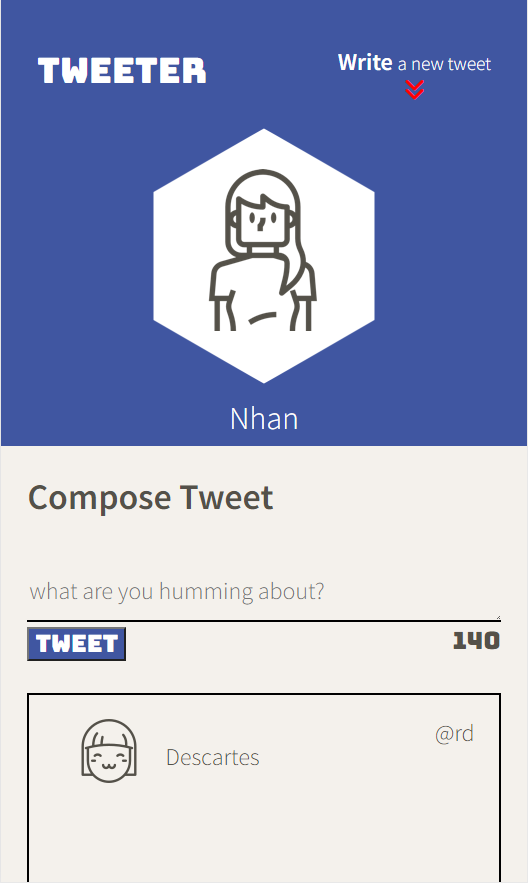 TWEETER
Write a new tweet
Nhan
Compose Tweet
what are you humming about?
TWEET
140
Descartes
@rd